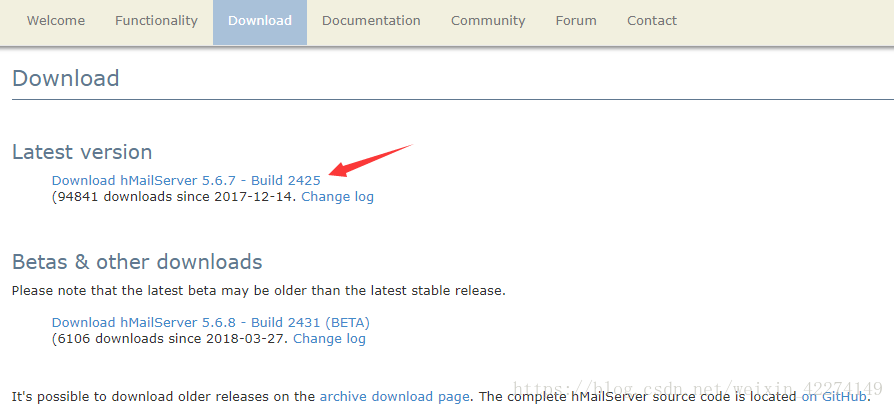 Welcome Functionality Download Documentation Community Forum Contact
Download
Latest version
Download hMailServer 5.6.7 - Build 2425
(94841 downloads since 2017-12-14. Change log
Betas & other downloads
Please note that the latest beta may be older than the latest stable release.
Download hMailServer 5.6.8 - Build 2431 (BETA)
(6106 downloads since 2018-03-27. Change log
https://blog.csdn.net/weixin_42274149
It's possible to download older releases on the archive download page. The complete hMailServer source code is located on GitHub.